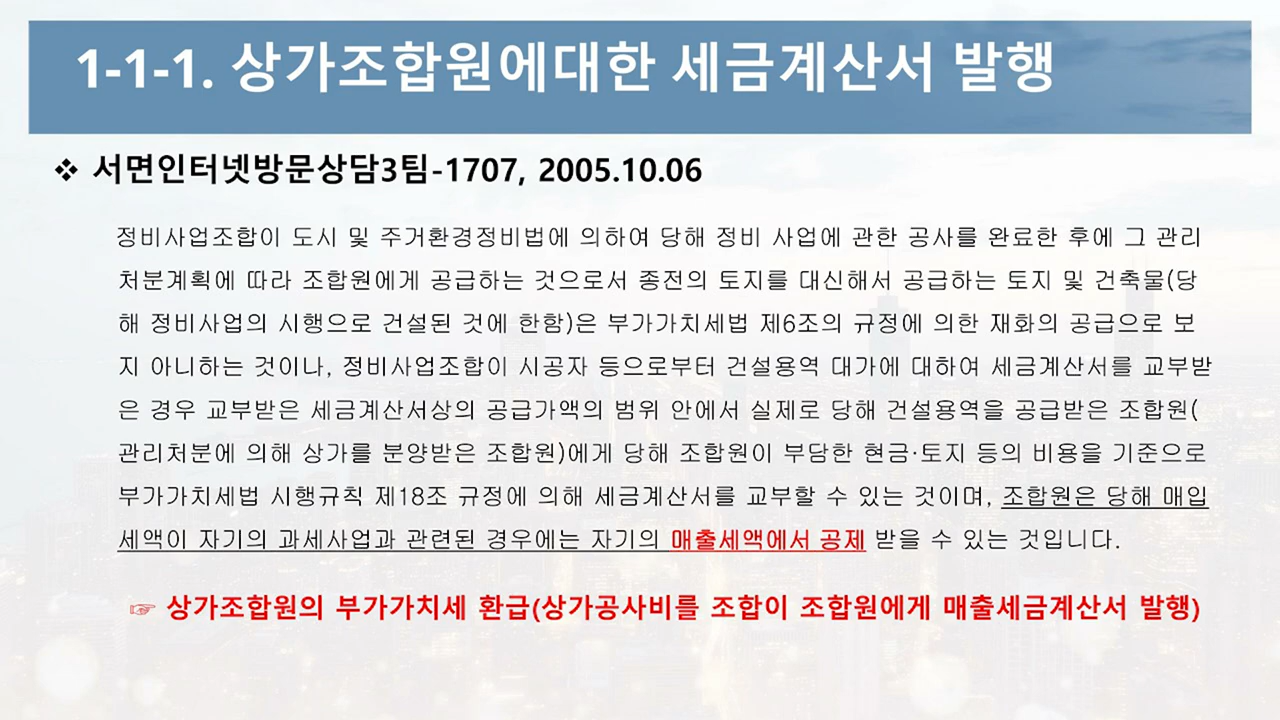 1-1-1. 상가조합원에대한 세금계산서 발행
❖ 서면인터넷방문상담3팀-1707, 2005.10.06
정비사업조합이 도시 및 주거환경정비법에 의하여 당해 정비 사업에 관한 공사를 완료한 후에 그 관리
처분계획에 따라 조합원에게 공급하는 것으로서 종전의 토지를 대신해서 공급하는 토지 및 건축물(당
해 정비사업의 시행으로 건설된 것에 한함)은 부가가치세법 제6조의 규정에 의한 재화의 공급으로 보
지 아니하는 것이나, 정비사업조합이 시공자 등으로부터 건설용역 대가에 대하여 세금계산서를 교부받
은 경우 교부받은 세금계산서상의 공급가액의 범위 안에서 실제로 당해 건설용역을 공급받은 조합원(
관리처분에 의해 상가를 분양받은 조합원)에게 당해 조합원이 부담한 현금·토지 등의 비용을 기준으로
부가가치세법 시행규칙 제18조 규정에 의해 세금계산서를 교부할 수 있는 것이며, 조합원은 당해 매입
세액이 자기의 과세사업과 관련된 경우에는 자기의 매출세액에서 공제 받을 수 있는 것입니다.
☞ 상가조합원의 부가가치세 환급(상가공사비를 조합이 조합원에게 매출세금계산서 발행)